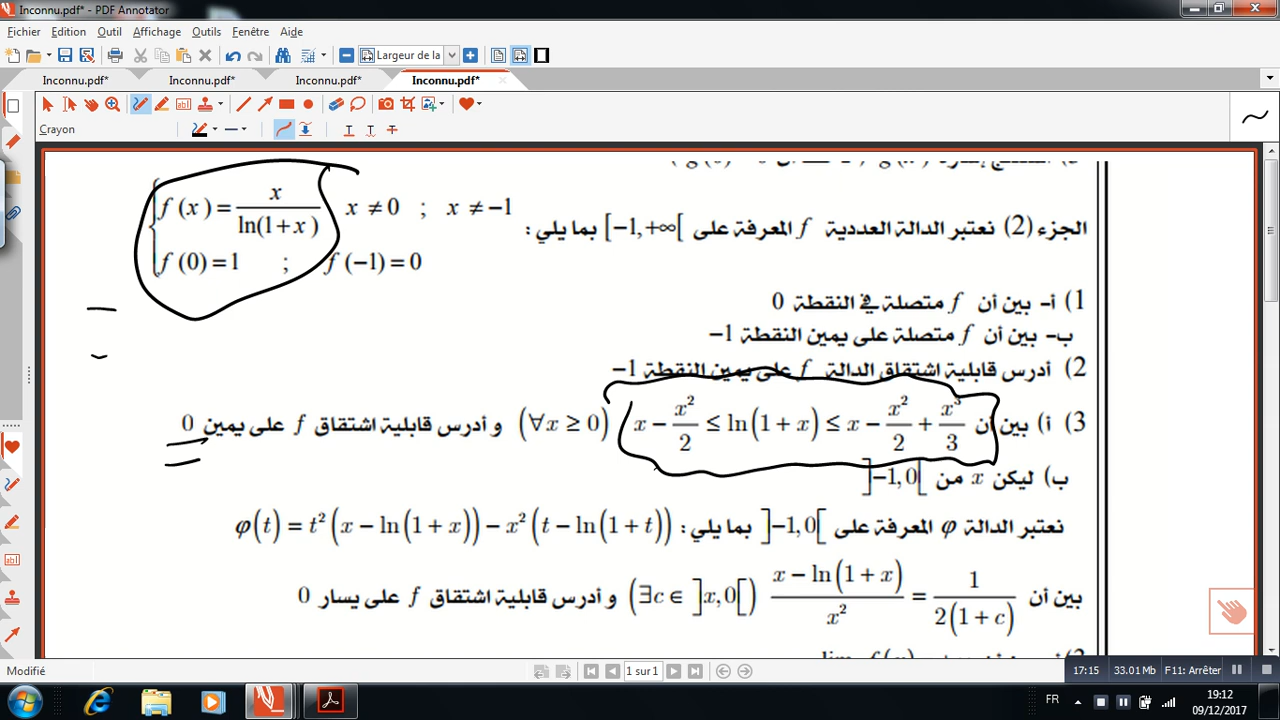 Inconnu.pdf* - PDF Annotator
Fichier Edition Outil Affichage Outils Fenêtre Aide
Largeur de la
Inconnu.pdf* Inconnu.pdf* Inconnu.pdf* Inconnu.pdf*
Crayon
الجزء (2) نعتبر الدالة العددية f المعرفة على [-1,+∞[ بما يلي :
f(x) = x / ln(1+x) x ≠ 0 ; x ≠ -1
f(0) = 1 ; f(-1) = 0
1) أ- بين أن f متصلة في النقطة 0
ب- بين أن f متصلة على يمين النقطة -1
2) أدرس قابلية اشتقاق الدالة f على يمين النقطة -1
3) أ) بين أن x - x²/2 ≤ ln(1+x) ≤ x - x²/2 + x³/3 (∀x ≥ 0) و أدرس قابلية اشتقاق f على يمين 0
ب) ليكن x من ]-1,0[
نعتبر الدالة φ المعرفة على ]-1,0[ بما يلي : φ(t) = t²(x - ln(1+x)) - x²(t - ln(1+t))
بين أن (x - ln(1+x)) / x² = 1 / (2(1+c)) (∃c ∈ ]x,0[) و أدرس قابلية اشتقاق f على يسار 0
Modifié
1 sur 1
17:15 33.01 Mb F11: Arrêter
FR
19:12
09/12/2017